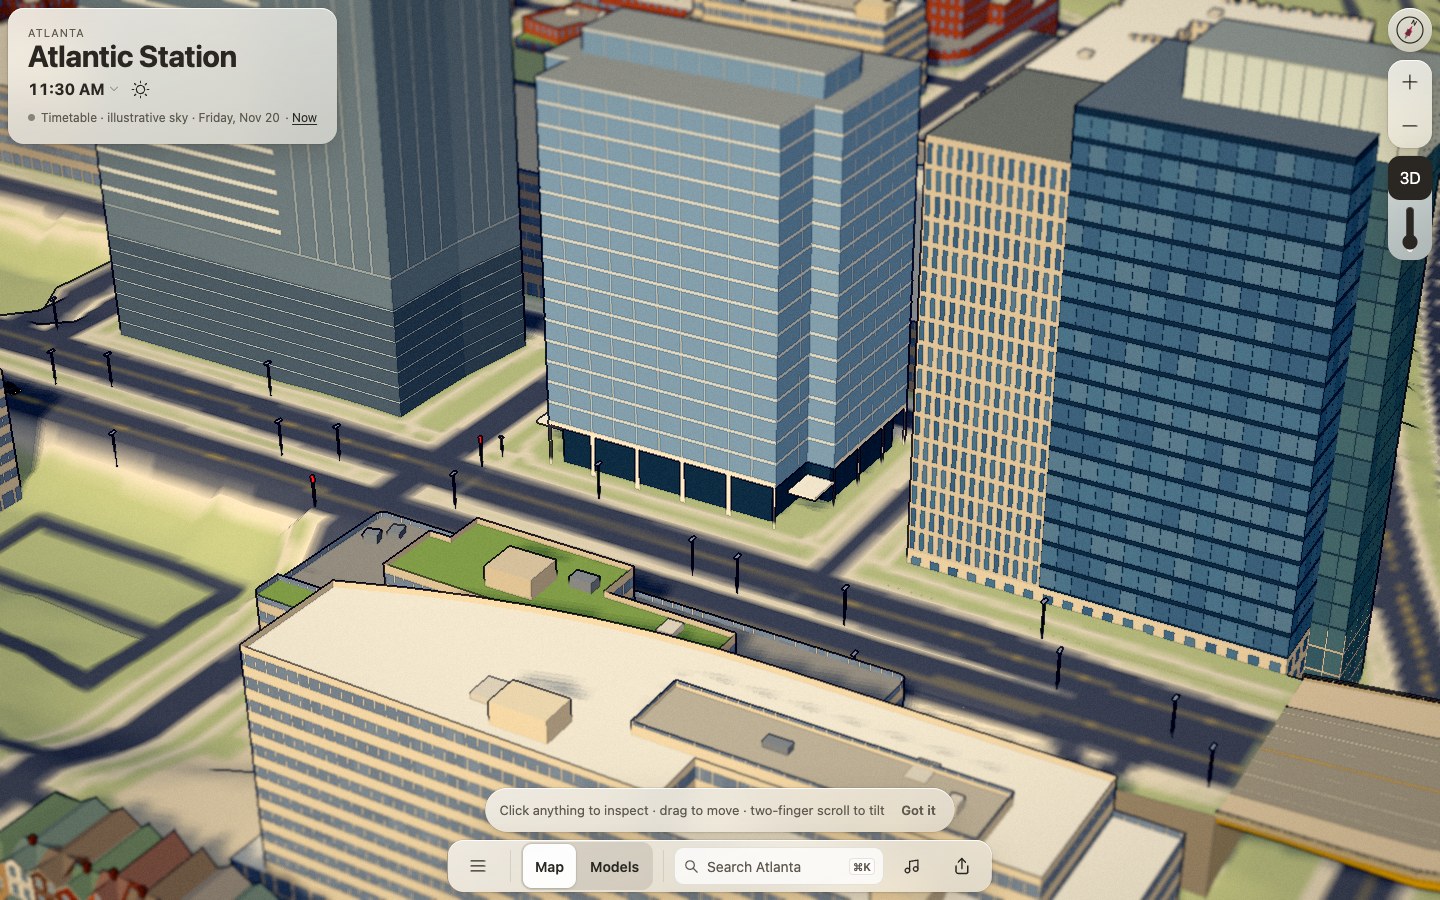 ATLANTA
Atlantic Station
11:30 AM
Timetable · illustrative sky · Friday, Nov 20 · Now
N
+
−
3D
Click anything to inspect · drag to move · two-finger scroll to tilt Got it
Map Models Search Atlanta ⌘K